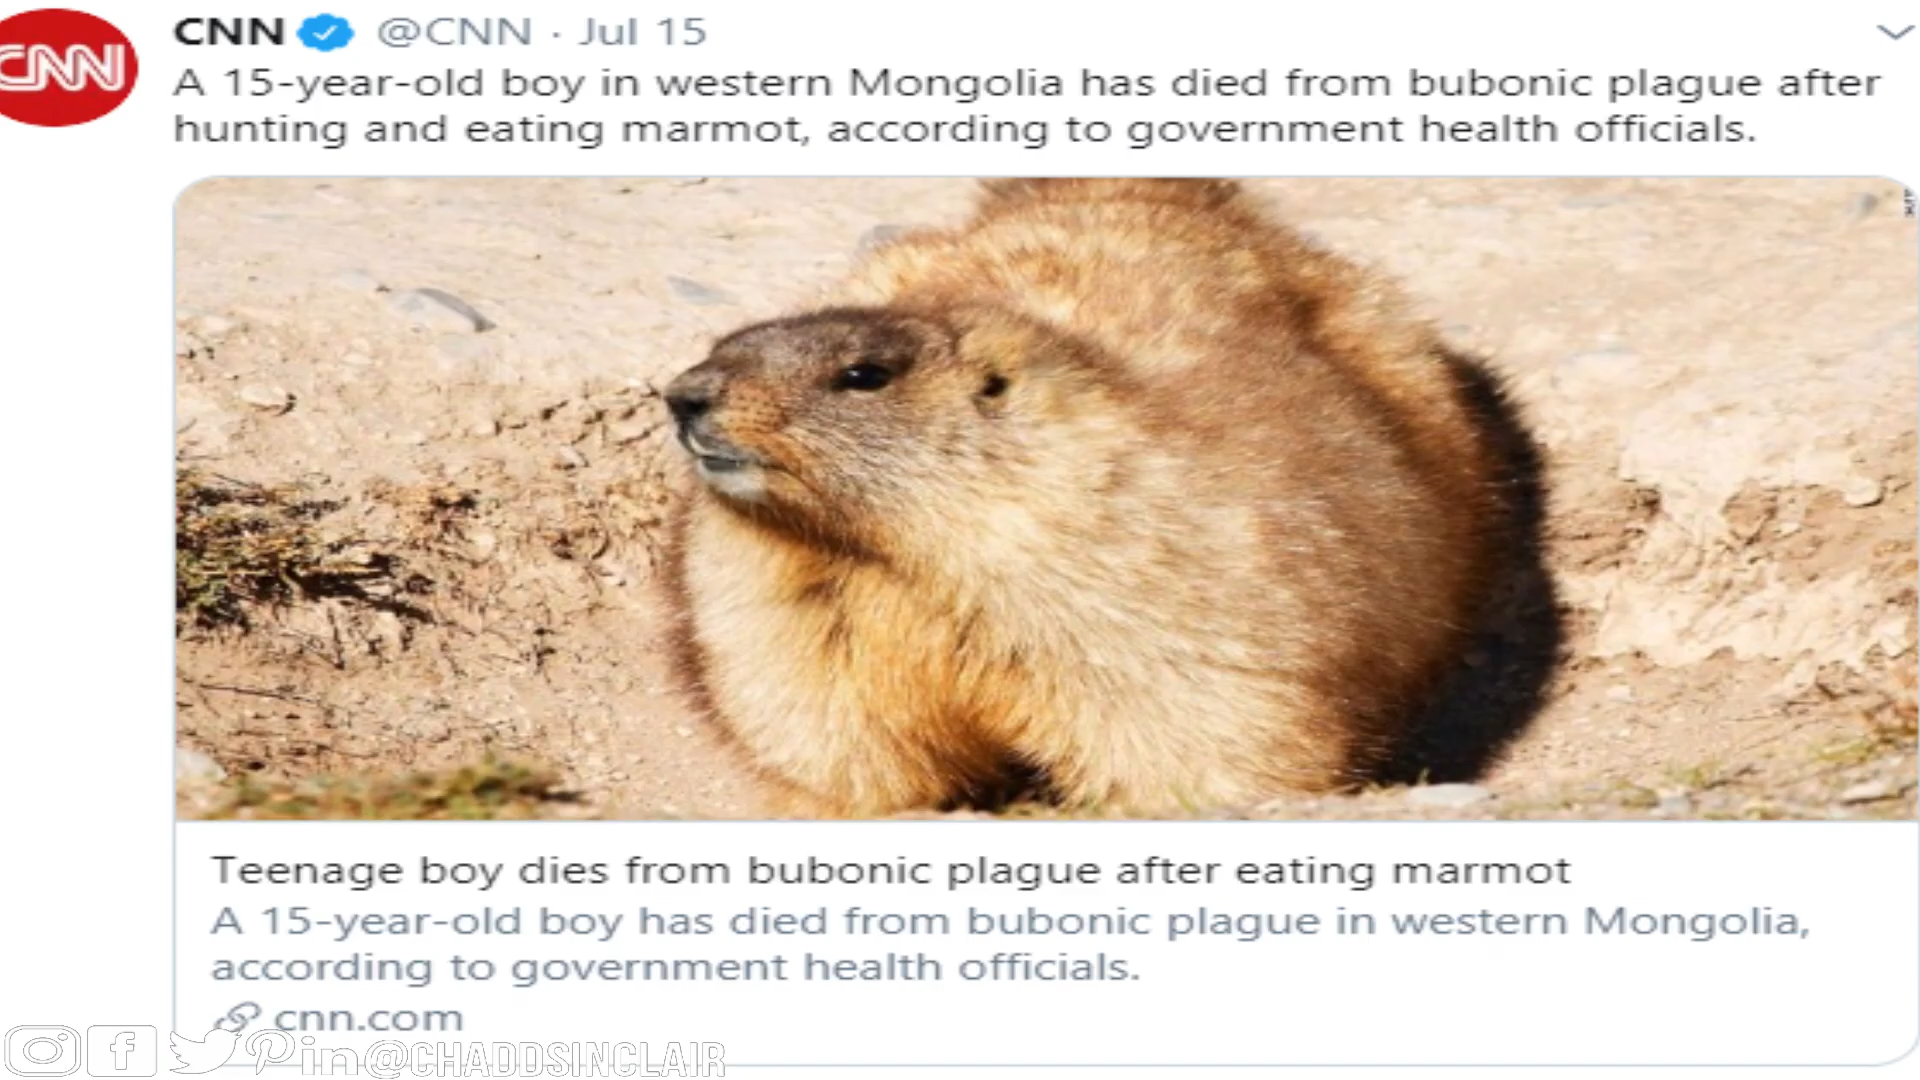 CNN
CNN @CNN · Jul 15
A 15-year-old boy in western Mongolia has died from bubonic plague after
hunting and eating marmot, according to government health officials.
Teenage boy dies from bubonic plague after eating marmot
A 15-year-old boy has died from bubonic plague in western Mongolia,
according to government health officials.
cnn.com
@CHADDSINCLAIR